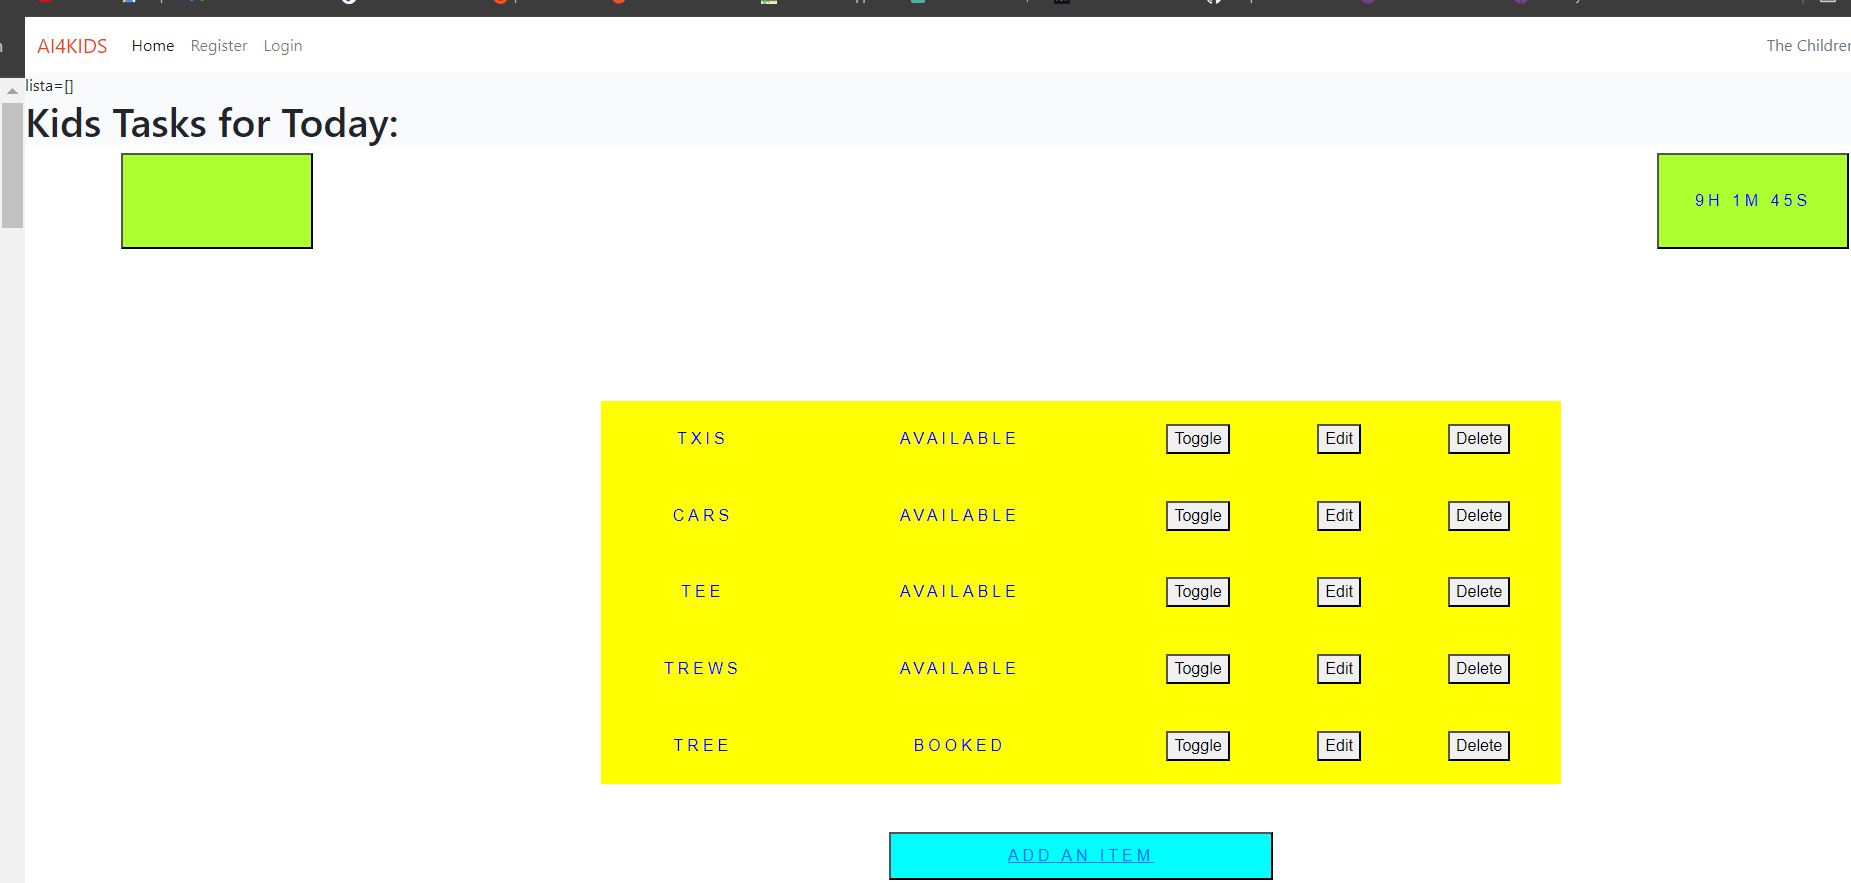 AI4KIDS Home Register Login The Childre
lista=[]
Kids Tasks for Today:
9H 1M 45S
TXIS AVAILABLE Toggle Edit Delete
CARS AVAILABLE Toggle Edit Delete
TEE AVAILABLE Toggle Edit Delete
TREWS AVAILABLE Toggle Edit Delete
TREE BOOKED Toggle Edit Delete
ADD AN ITEM